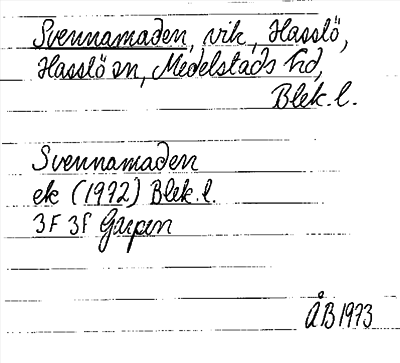 Svennamaden, vik, Hasslö,
Hasslö sn, Medelstads hd,
Blek. l.
Svennamaden
ek (1972) Blek. l.
3F 3f Garpen
ÅB 1973